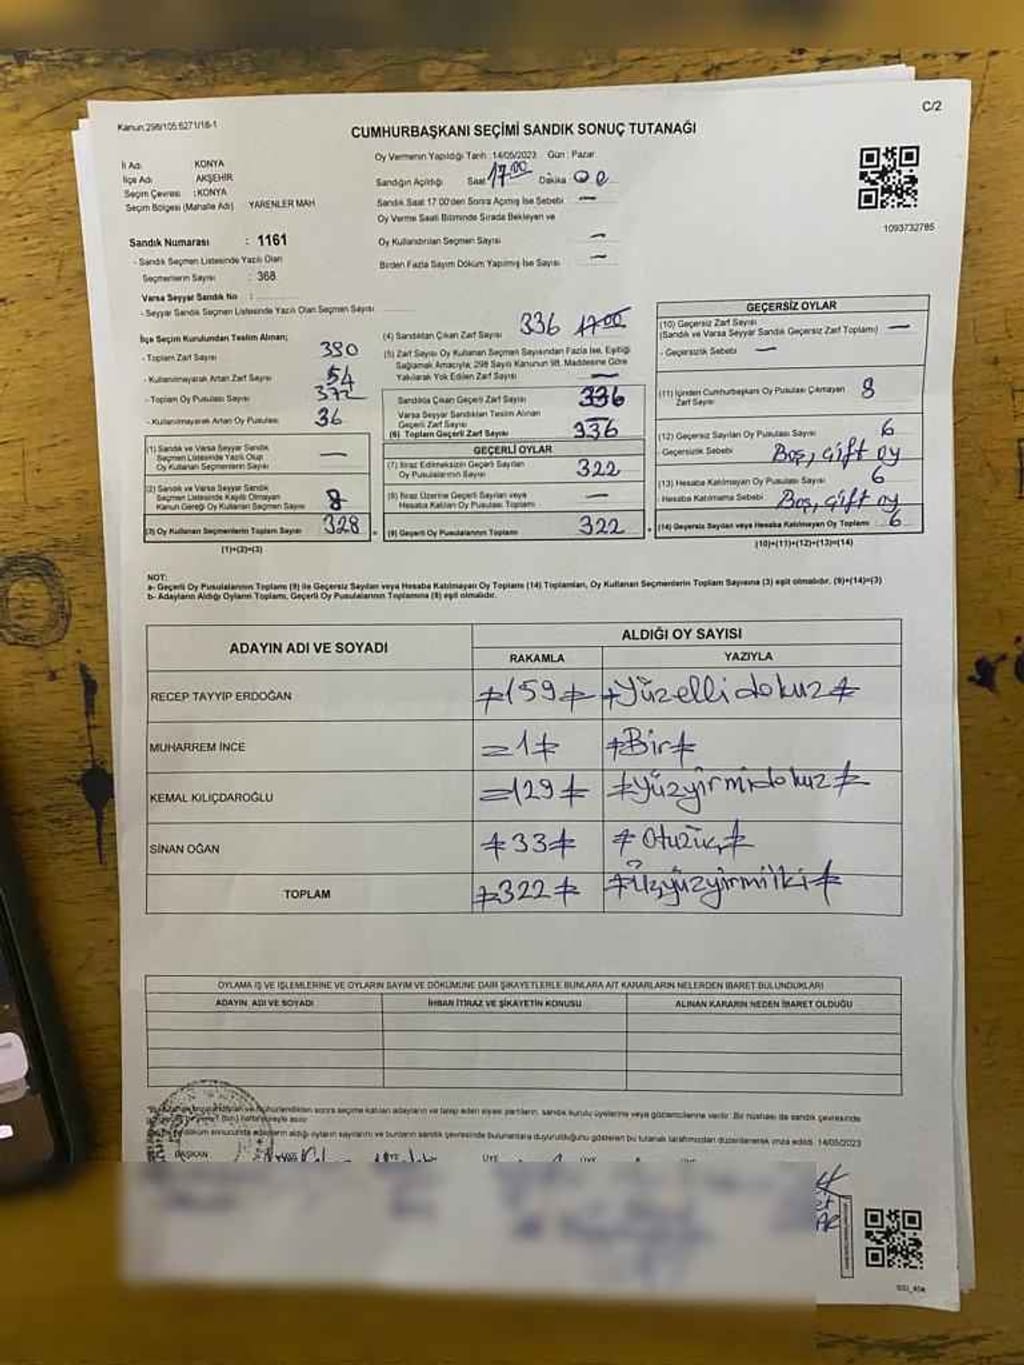 C/2
Kanun:298/105:6271/16-1
CUMHURBAŞKANI SEÇİMİ SANDIK SONUÇ TUTANAĞI
İl Adı KONYA
İlçe Adı AKŞEHİR
Seçim Çevresi :KONYA
Seçim Bölgesi (Mahalle Adı) YARENLER MAH
Oy Vermenin Yapıldığı Tarih :14/05/2023 Gün : Pazar
Sandığın Açıldığı Saat 17:00 Dakika
Sandık Saat 17 00'den Sonra Açmış İse Sebebi —
Oy Verme Saati Bitiminde Sırada Bekleyen ve
Oy Kullandırılan Seçmen Sayısı —
Birden Fazla Sayım Döküm Yapılmış İse Sayısı —
1093732785
Sandık Numarası : 1161
- Sandık Seçmen Listesinde Yazılı Olan
Seçmenlerin Sayısı : 368
Varsa Seyyar Sandık No :
- Seyyar Sandık Seçmen Listesinde Yazılı Olan Seçmen Sayısı
İlçe Seçim Kurulundan Teslim Alınan;
- Toplam Zarf Sayısı 380
- Kullanılmayarak Artan Zarf Sayısı 54
- Toplam Oy Pusulası Sayısı 372
- Kullanılmayarak Artan Oy Pusulası Sayısı 36
(1) Sandık ve Varsa Seyyar Sandık
Seçmen Listesinde Yazılı Olup
Oy Kullanan Seçmenlerin Sayısı —
(2) Sandık ve Varsa Seyyar Sandık
Seçmen Listesinde Kayıtlı Olmayan
Kanun Gereği Oy Kullanan Seçmen Sayısı 8
(3) Oy Kullanan Seçmenlerin Toplam Sayısı 328
(1)+(2)=(3)
(4) Sandıktan Çıkan Zarf Sayısı 336 17:00
(5) Zarf Sayısı Oy Kullanan Seçmen Sayısından Fazla İse, Eşitliği
Sağlamak Amacıyla, 298 Sayılı Kanunun 98. Maddesine Göre
Yakılarak Yok Edilen Zarf Sayısı —
Sandıkta Çıkan Geçerli Zarf Sayısı 336
Varsa Seyyar Sandıktan Teslim Alınan
Geçerli Zarf Sayısı
(6) Toplam Geçerli Zarf Sayısı 336
GEÇERLİ OYLAR
(7) İtiraz Edilmeksizin Geçerli Sayılan
Oy Pusulasının Sayısı 322
(8) İtiraz Üzerine Geçerli Sayılan veya
Hesaba Katılan Oy Pusulası Toplamı —
(9) Geçerli Oy Pusulalarının Toplamı 322
GEÇERSİZ OYLAR
(10) Geçersiz Zarf Sayısı
(Sandık ve Varsa Seyyar Sandık Geçersiz Zarf Toplamı) —
- Geçersizlik Sebebi —
(11) İçinden Cumhurbaşkanı Oy Pusulası Çıkmayan
Zarf Sayısı 8
(12) Geçersiz Sayılan Oy Pusulası Sayısı 6
- Geçersizlik Sebebi Boş, çift oy
(13) Hesaba Katılmayan Oy Pusulası Sayısı 6
- Hesaba Katılmama Sebebi Boş, çift oy
(14) Geçersiz Sayılan veya Hesaba Katılmayan Oy Toplamı 6
(10)+(11)+(12)+(13)=(14)
NOT:
a- Geçerli Oy Pusulalarının Toplamı (9) ile Geçersiz Sayılan veya Hesaba Katılmayan Oy Toplamı (14) Toplamları, Oy Kullanan Seçmenlerin Toplam Sayısına (3) eşit olmalıdır. (9)+(14)=(3)
b- Adayların Aldığı Oyların Toplamı, Geçerli Oy Pusulalarının Toplamına (9) eşit olmalıdır.
ADAYIN ADI VE SOYADI
ALDIĞI OY SAYISI
RAKAMLA YAZIYLA
RECEP TAYYİP ERDOĞAN ≠159≠ ≠Yüzellidokuz≠
MUHARREM İNCE =1≠ ≠Bir≠
KEMAL KILIÇDAROĞLU =129≠ ≠Yüzyirmidokuz≠
SİNAN OĞAN ≠33≠ ≠Otuzüç≠
TOPLAM ≠322≠ ≠Üçyüzyirmiiki≠
OYLAMA İŞ VE İŞLEMLERİNE VE OYLARIN SAYIM VE DÖKÜMÜNE DAİR ŞİKAYETLERLE BUNLARA AİT KARARLARIN NELERDEN İBARET BULUNDUKLARI
ADAYIN ADI VE SOYADI
İHBAR İTİRAZ VE ŞİKAYETİN KONUSU
ALINAN KARARIN NEDEN İBARET OLDUĞU
sonra seçime katılan adayların ve talep eden siyasi partilerin, sandık kurulu üyelerine veya gözlemcilerine verilir. Bir nüshası da sandık çevresinde
döküm sonucunda adayların aldığı oyların sayılarını ve bunların sandık çevresinde bulunanlara duyurulduğunu gösteren bu tutanak tarafımızdan düzenlenerek imza edildi. 14/05/2023
BAŞKAN ÜYE ÜYE ÜYE ÜYE